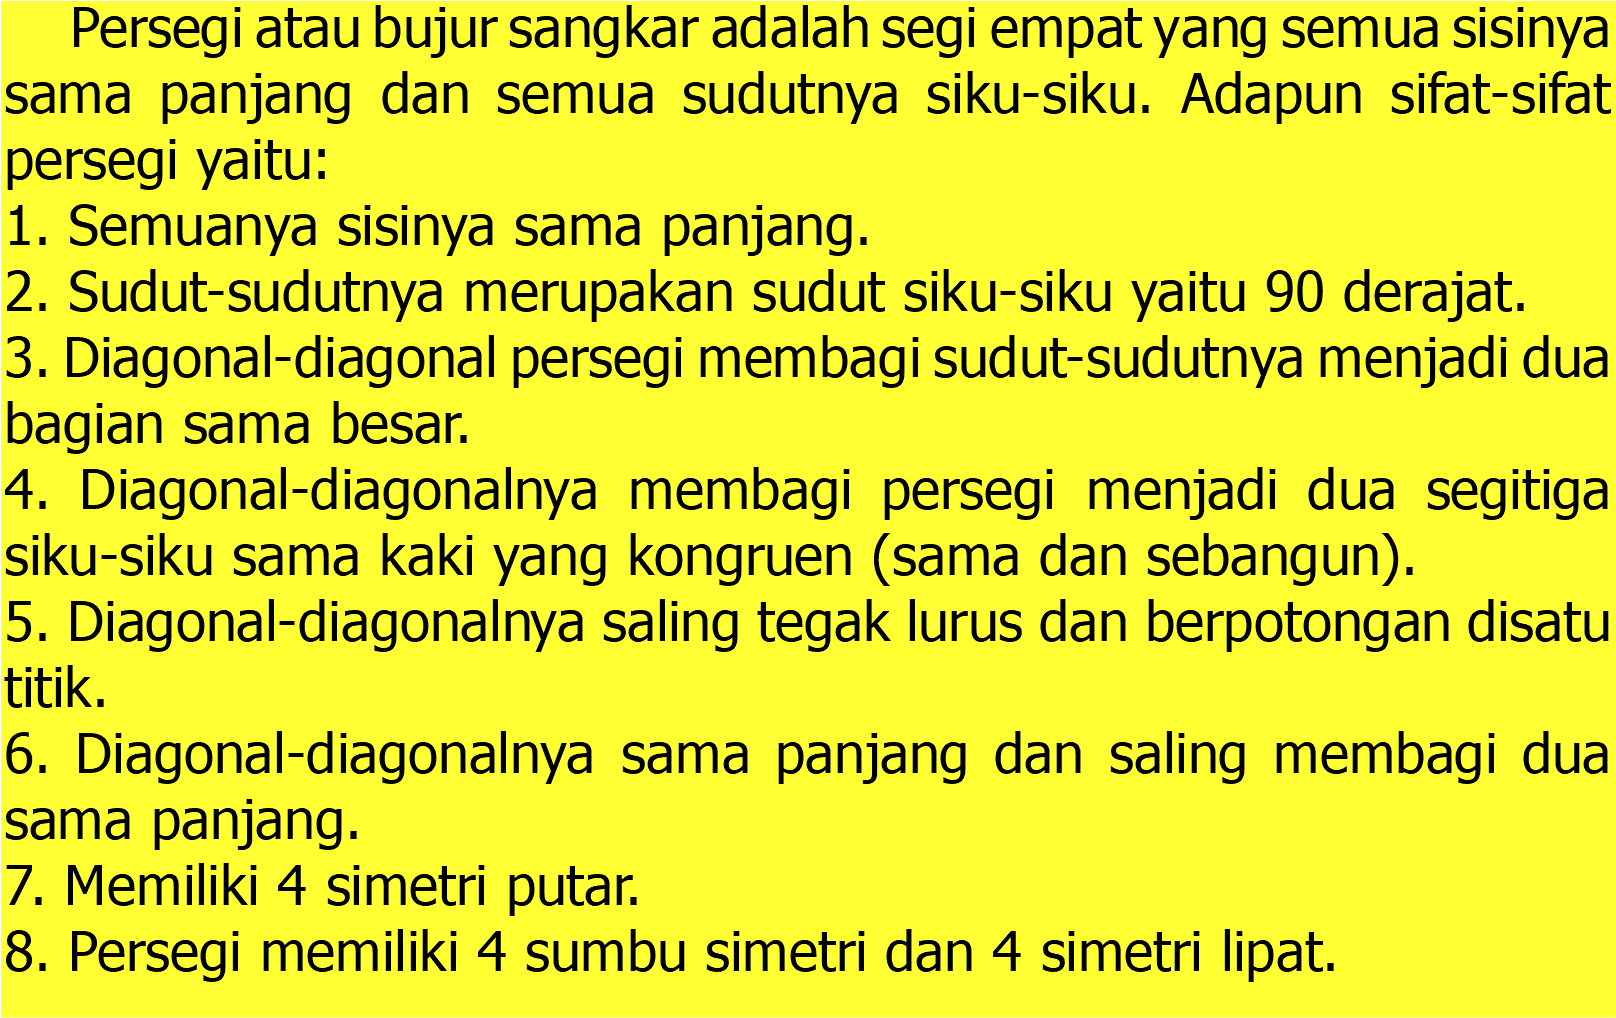 Persegi atau bujur sangkar adalah segi empat yang semua sisinya
sama panjang dan semua sudutnya siku-siku. Adapun sifat-sifat
persegi yaitu:
1. Semuanya sisinya sama panjang.
2. Sudut-sudutnya merupakan sudut siku-siku yaitu 90 derajat.
3. Diagonal-diagonal persegi membagi sudut-sudutnya menjadi dua
bagian sama besar.
4. Diagonal-diagonalnya membagi persegi menjadi dua segitiga
siku-siku sama kaki yang kongruen (sama dan sebangun).
5. Diagonal-diagonalnya saling tegak lurus dan berpotongan disatu
titik.
6. Diagonal-diagonalnya sama panjang dan saling membagi dua
sama panjang.
7. Memiliki 4 simetri putar.
8. Persegi memiliki 4 sumbu simetri dan 4 simetri lipat.